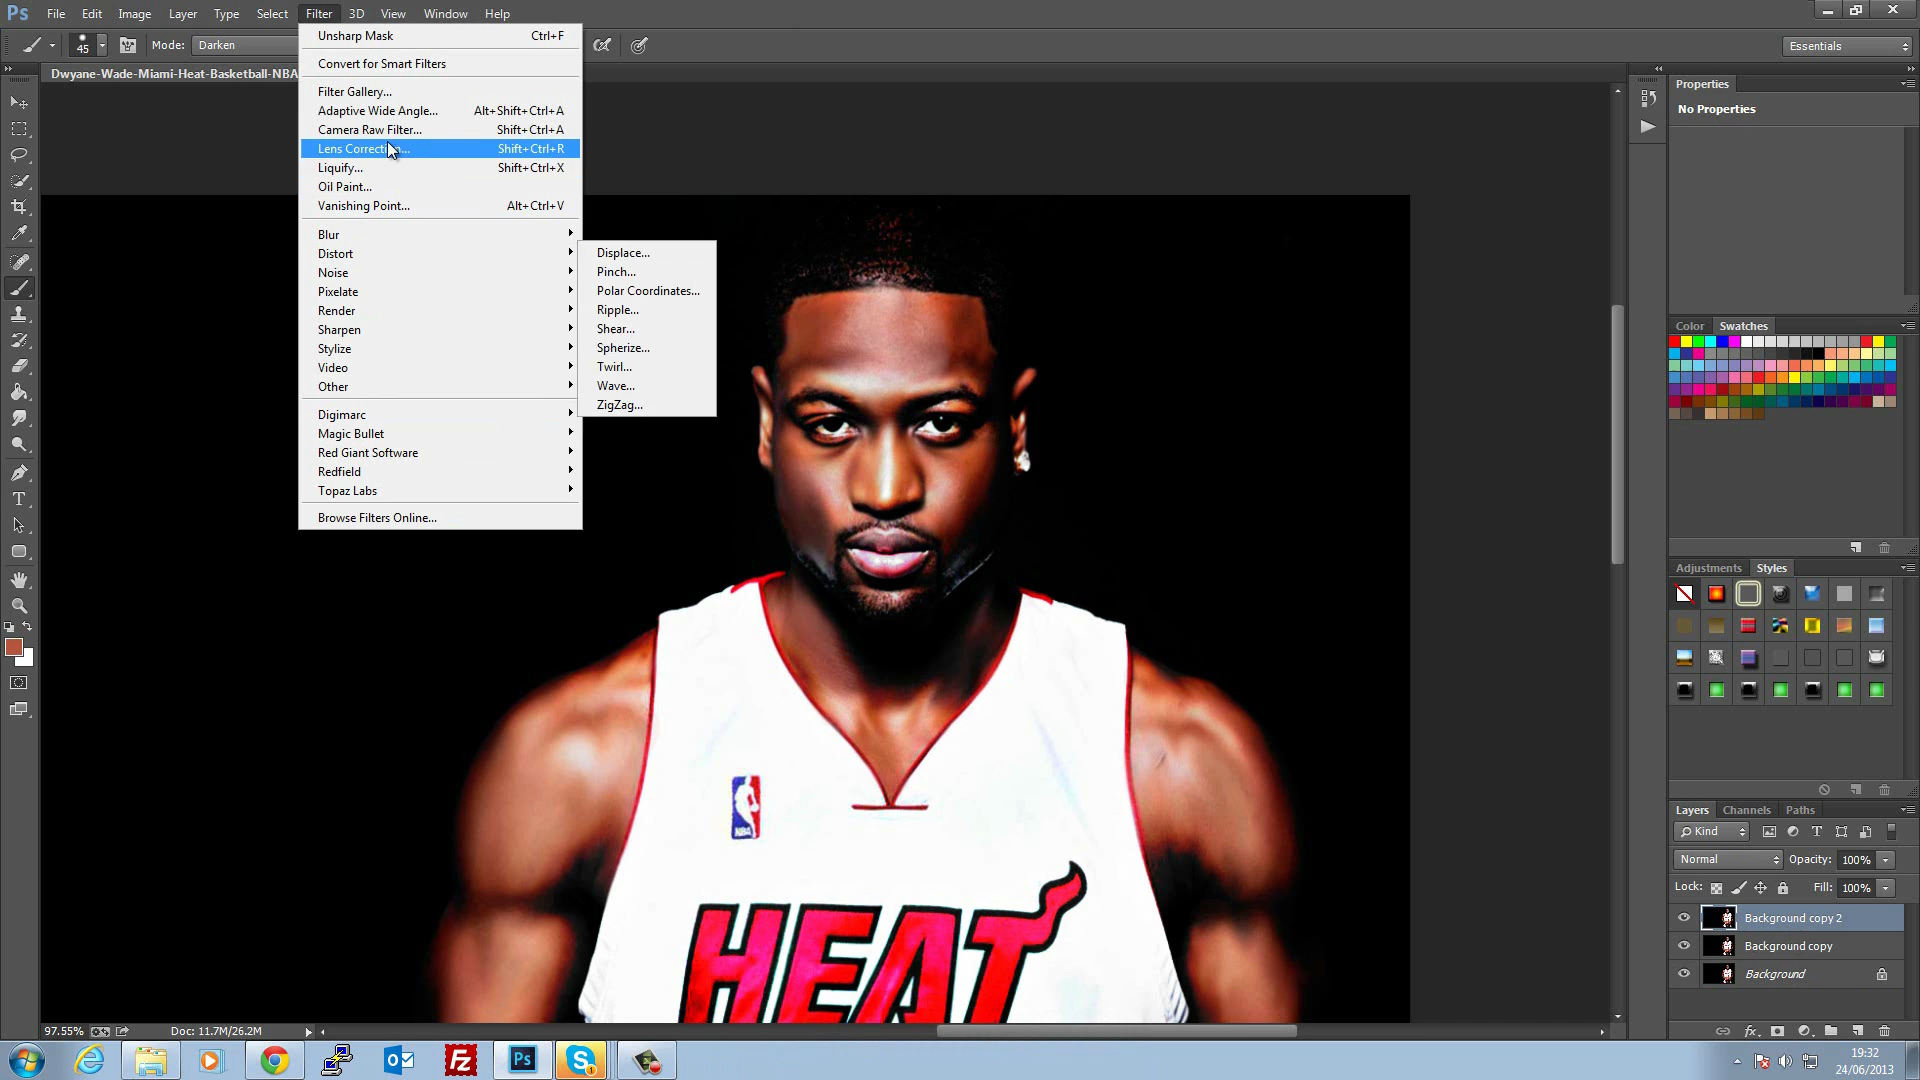 Ps File Edit Image Layer Type Select Filter 3D View Window Help
45 Mode: Darken Essentials
Dwyane-Wade-Miami-Heat-Basketball-NBA
Unsharp Mask Ctrl+F
Convert for Smart Filters
Filter Gallery...
Adaptive Wide Angle... Alt+Shift+Ctrl+A
Camera Raw Filter... Shift+Ctrl+A
Lens Correction... Shift+Ctrl+R
Liquify... Shift+Ctrl+X
Oil Paint...
Vanishing Point... Alt+Ctrl+V
Blur
Distort
Noise
Pixelate
Render
Sharpen
Stylize
Video
Other
Digimarc
Magic Bullet
Red Giant Software
Redfield
Topaz Labs
Browse Filters Online...
Displace...
Pinch...
Polar Coordinates...
Ripple...
Shear...
Spherize...
Twirl...
Wave...
ZigZag...
NBA
HEAT
Properties
No Properties
Color Swatches
Adjustments Styles
Layers Channels Paths
Kind
Normal Opacity: 100%
Lock: Fill: 100%
Background copy 2
Background copy
Background
97.55% Doc: 11.7M/26.2M
Ps
19:32
24/06/2013